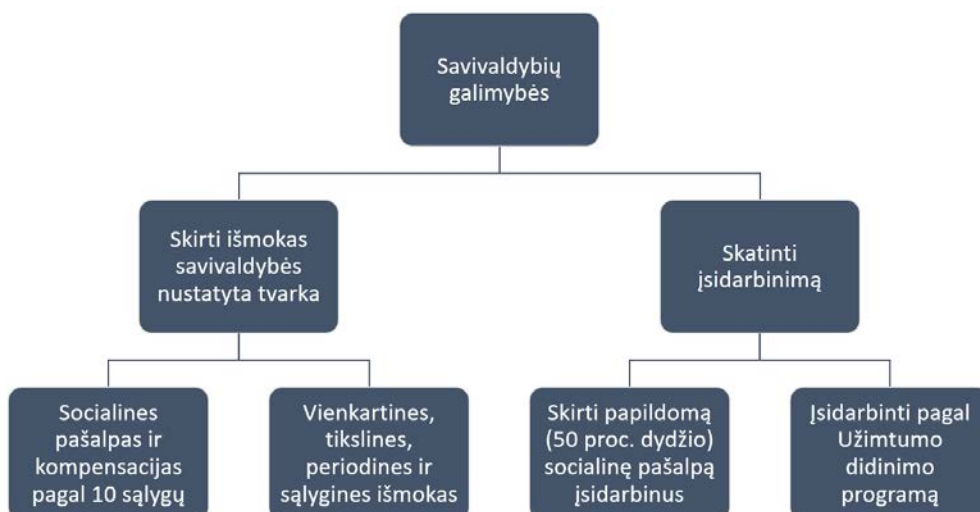 Savivaldybių
galimybės
Skirti išmokas
savivaldybės
nustatyta tvarka
Skatinti
įsidarbinimą
Socialines
pašalpas ir
kompensacijas
pagal 10 sąlygų
Vienkartines,
tikslines,
periodines ir
sąlygines išmokas
Skirti papildomą
(50 proc. dydžio)
socialinę pašalpą
įsidarbinus
Įsidarbinti pagal
Užimtumo
didinimo
programą